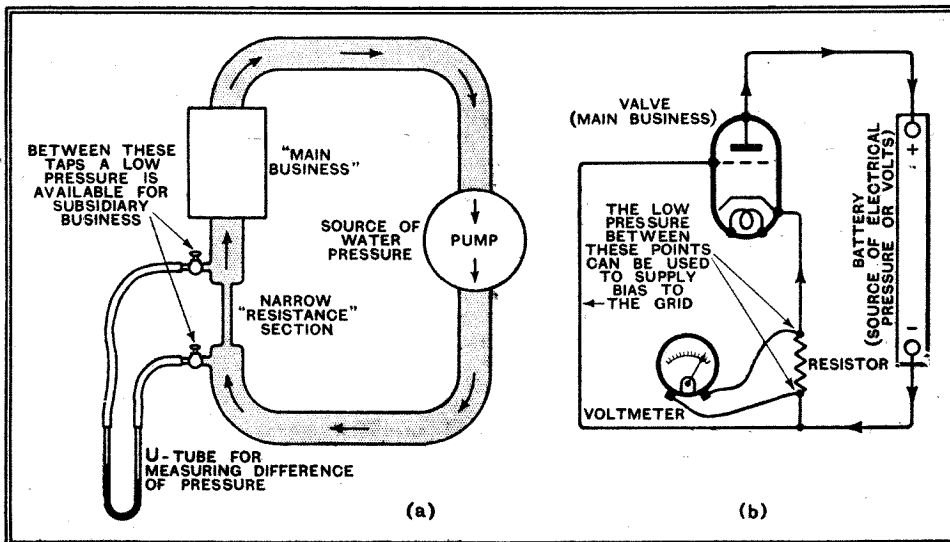 BETWEEN THESE
TAPS A LOW
PRESSURE IS
AVAILABLE FOR
SUBSIDIARY
BUSINESS
"MAIN
BUSINESS"
SOURCE OF
WATER
PRESSURE
PUMP
NARROW
"RESISTANCE"
SECTION
U-TUBE FOR
MEASURING DIFFERENCE
OF PRESSURE
(a)
VALVE
(MAIN BUSINESS)
THE LOW
PRESSURE
BETWEEN
THESE POINTS
CAN BE USED
TO SUPPLY
BIAS TO
THE GRID
VOLTMETER
RESISTOR
+
BATTERY
(SOURCE OF ELECTRICAL
PRESSURE OR VOLTS)
–
(b)